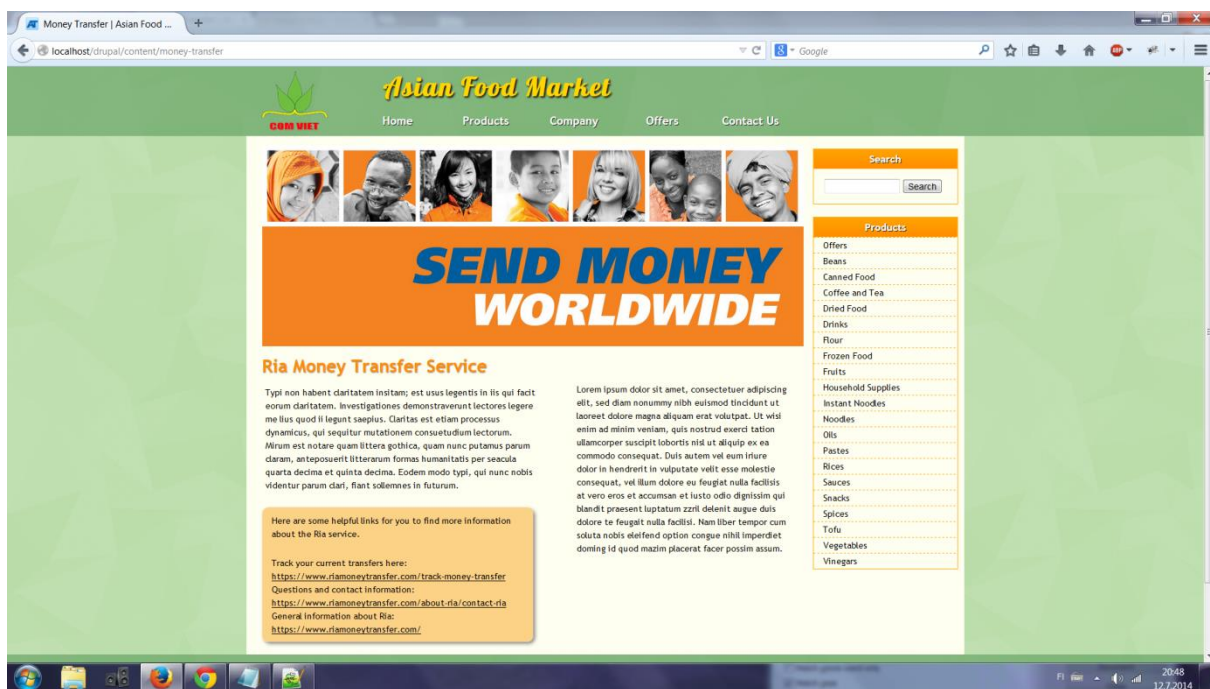 Money Transfer | Asian Food ...
localhost/drupal/content/money-transfer
Google
COM VIET
Asian Food Market
Home Products Company Offers Contact Us
SEND MONEY
WORLDWIDE
Ria Money Transfer Service
Typi non habent claritatem insitam; est usus legentis in iis qui facit
eorum claritatem. Investigationes demonstraverunt lectores legere
me lius quod ii legunt saepius. Claritas est etiam processus
dynamicus, qui sequitur mutationem consuetudium lectorum.
Mirum est notare quam littera gothica, quam nunc putamus parum
claram, anteposuerit litterarum formas humanitatis per seacula
quarta decima et quinta decima. Eodem modo typi, qui nunc nobis
videntur parum clari, fiant sollemnes in futurum.
Here are some helpful links for you to find more information
about the Ria service.
Track your current transfers here:
https://www.riamoneytransfer.com/track-money-transfer
Questions and contact information:
https://www.riamoneytransfer.com/about-ria/contact-ria
General information about Ria:
https://www.riamoneytransfer.com/
Lorem ipsum dolor sit amet, consectetuer adipiscing
elit, sed diam nonummy nibh euismod tincidunt ut
laoreet dolore magna aliquam erat volutpat. Ut wisi
enim ad minim veniam, quis nostrud exerci tation
ullamcorper suscipit lobortis nisl ut aliquip ex ea
commodo consequat. Duis autem vel eum iriure
dolor in hendrerit in vulputate velit esse molestie
consequat, vel illum dolore eu feugiat nulla facilisis
at vero eros et accumsan et iusto odio dignissim qui
blandit praesent luptatum zzril delenit augue duis
dolore te feugait nulla facilisi. Nam liber tempor cum
soluta nobis eleifend option congue nihil imperdiet
doming id quod mazim placerat facer possim assum.
Search
Search
Products
Offers
Beans
Canned Food
Coffee and Tea
Dried Food
Drinks
Flour
Frozen Food
Fruits
Household Supplies
Instant Noodles
Noodles
Oils
Pastes
Rices
Sauces
Snacks
Spices
Tofu
Vegetables
Vinegars
FI
20:48
12.7.2014